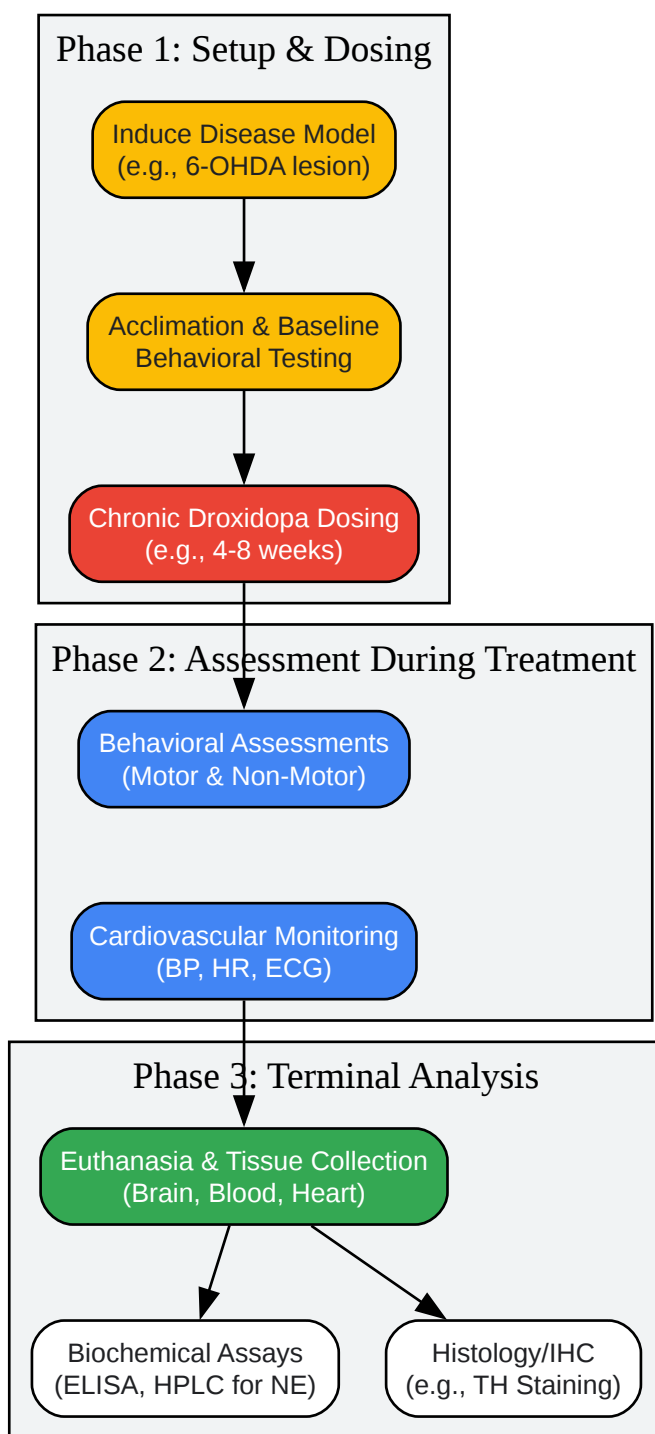 Phase 1: Setup & Dosing
Induce Disease Model
(e.g., 6-OHDA lesion)
Acclimation & Baseline
Behavioral Testing
Chronic Droxidopa Dosing
(e.g., 4-8 weeks)
Phase 2: Assessment During Treatment
Behavioral Assessments
(Motor & Non-Motor)
Cardiovascular Monitoring
(BP, HR, ECG)
Phase 3: Terminal Analysis
Euthanasia & Tissue Collection
(Brain, Blood, Heart)
Biochemical Assays
(ELISA, HPLC for NE)
Histology/IHC
(e.g., TH Staining)